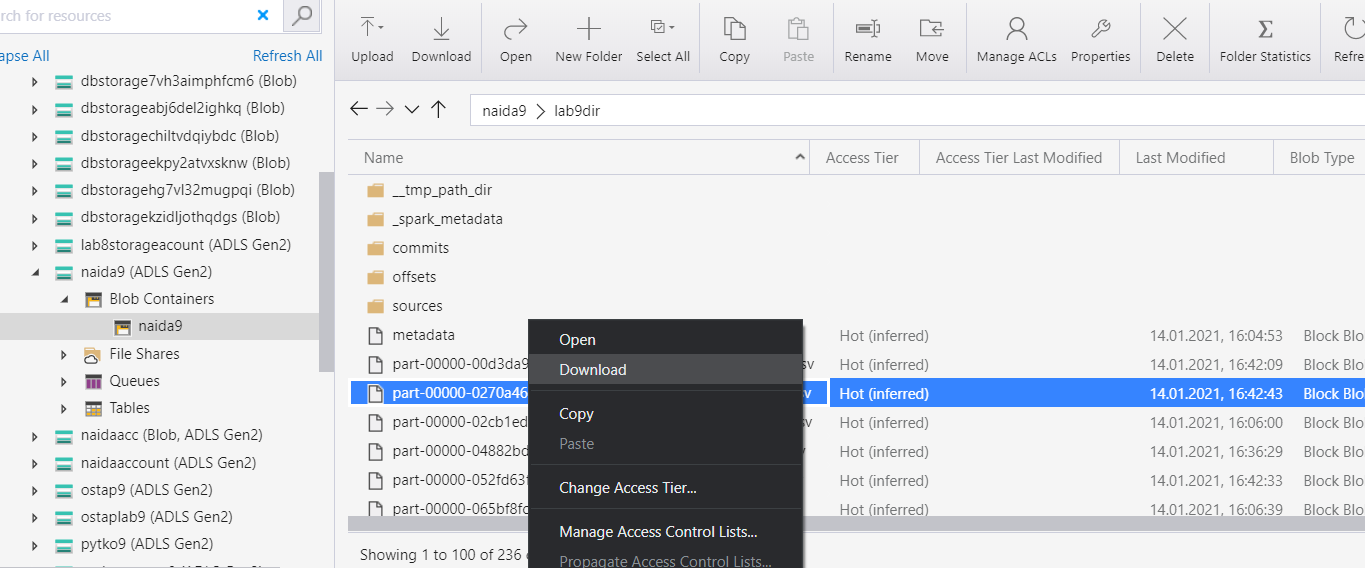 rch for resources
apse All Refresh All
dbstorage7vh3aimphfcm6 (Blob)
dbstorageabj6del2ighkq (Blob)
dbstoragechiltvdqiybdc (Blob)
dbstorageekpy2atvxsknw (Blob)
dbstoragehg7vl32mugpqi (Blob)
dbstoragekzidljothqdgs (Blob)
lab8storageacount (ADLS Gen2)
naida9 (ADLS Gen2)
Blob Containers
naida9
File Shares
Queues
Tables
naidaacc (Blob, ADLS Gen2)
naidaaccount (ADLS Gen2)
ostap9 (ADLS Gen2)
ostaplab9 (ADLS Gen2)
pytko9 (ADLS Gen2)
Upload Download Open New Folder Select All Copy Paste Rename Move Manage ACLs Properties Delete Folder Statistics Refre
naida9 > lab9dir
Name Access Tier Access Tier Last Modified Last Modified Blob Type
__tmp_path_dir
_spark_metadata
commits
offsets
sources
metadata Hot (inferred) 14.01.2021, 16:04:53 Block Blo
part-00000-00d3da9 sv Hot (inferred) 14.01.2021, 16:42:09 Block Blo
part-00000-0270a46 v Hot (inferred) 14.01.2021, 16:42:43 Block Blo
part-00000-02cb1ed sv Hot (inferred) 14.01.2021, 16:06:00 Block Blo
part-00000-04882bd Hot (inferred) 14.01.2021, 16:36:29 Block Blo
part-00000-052fd63f Hot (inferred) 14.01.2021, 16:42:33 Block Blo
part-00000-065bf8fc Hot (inferred) 14.01.2021, 16:06:39 Block Blo
Showing 1 to 100 of 236
Open
Download
Copy
Paste
Change Access Tier...
Manage Access Control Lists...
Propagate Access Control Lists...